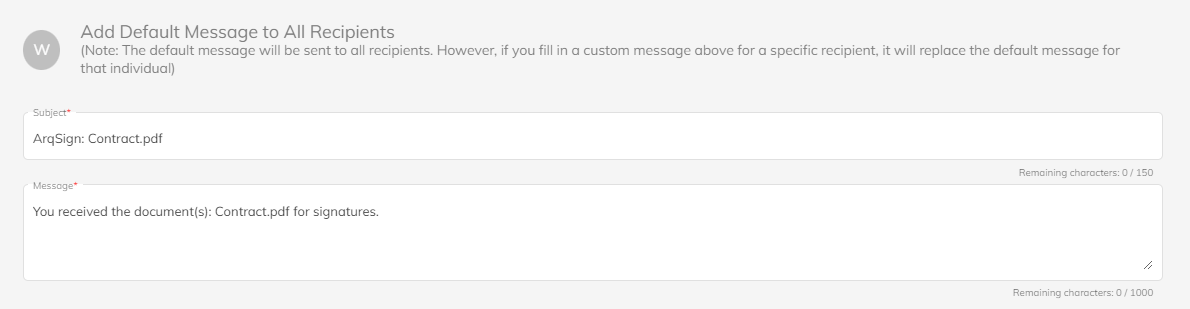 W
Add Default Message to All Recipients
(Note: The default message will be sent to all recipients. However, if you fill in a custom message above for a specific recipient, it will replace the default message for
that individual)
Subject*
ArqSign: Contract.pdf
Remaining characters: 0 / 150
Message*
You received the document(s): Contract.pdf for signatures.
Remaining characters: 0 / 1000